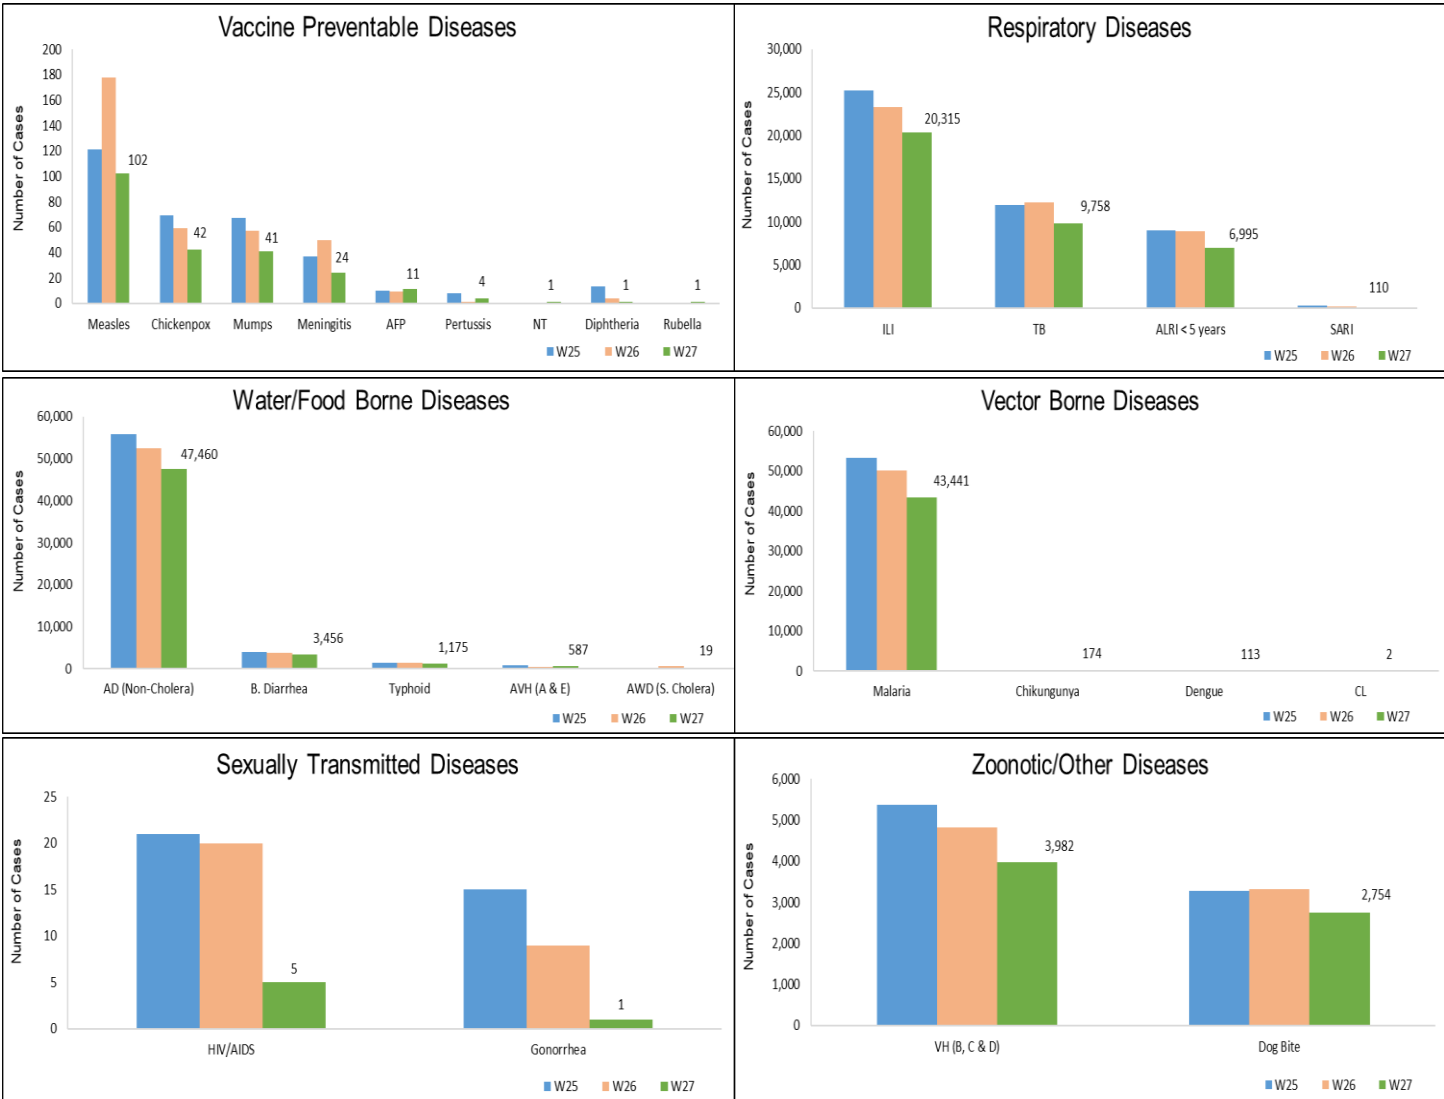 Vaccine Preventable Diseases
Number of Cases
200
180
160
140
120
100
80
60
40
20
0
102
42
41
24
11
4
1
1
1
Measles Chickenpox Mumps Meningitis AFP Pertussis NT Diphtheria Rubella
W25 W26 W27
Respiratory Diseases
Number of Cases
30,000
25,000
20,000
15,000
10,000
5,000
0
20,315
9,758
6,995
110
ILI TB ALRI < 5 years SARI
W25 W26 W27
Water/Food Borne Diseases
Number of Cases
60,000
50,000
40,000
30,000
20,000
10,000
0
47,460
3,456
1,175
587
19
AD (Non-Cholera) B. Diarrhea Typhoid AVH (A & E) AWD (S. Cholera)
W25 W26 W27
Vector Borne Diseases
Number of Cases
60,000
50,000
40,000
30,000
20,000
10,000
0
43,441
174
113
2
Malaria Chikungunya Dengue CL
W25 W26 W27
Sexually Transmitted Diseases
Number of Cases
25
20
15
10
5
0
5
1
HIV/AIDS Gonorrhea
W25 W26 W27
Zoonotic/Other Diseases
Number of Cases
6,000
5,000
4,000
3,000
2,000
1,000
0
3,982
2,754
VH (B, C & D) Dog Bite
W25 W26 W27